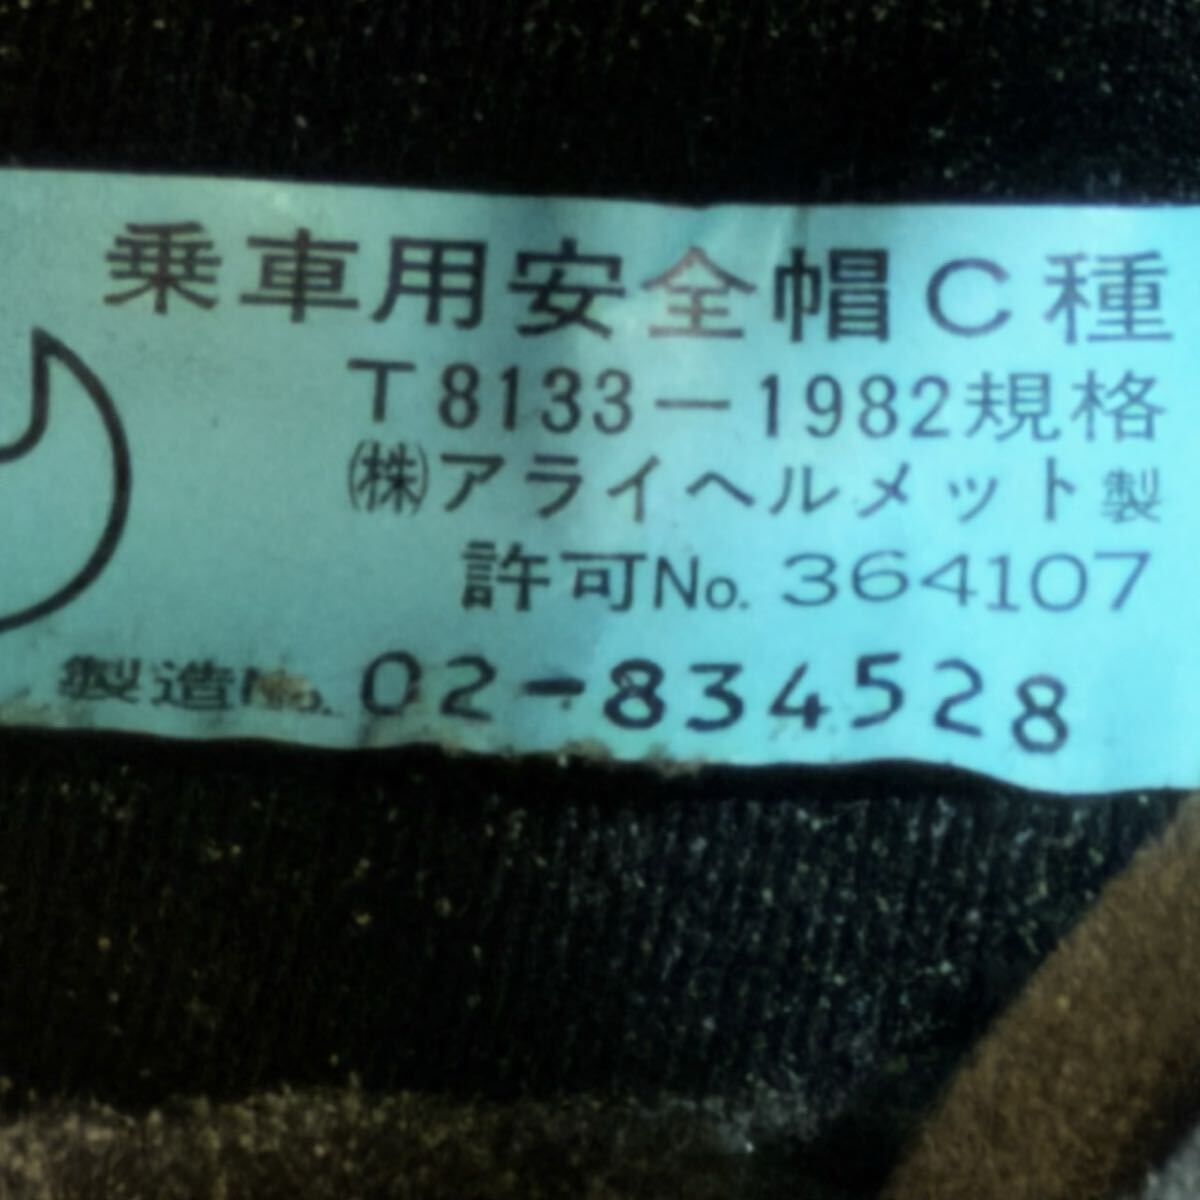 乗車用安全帽C種
T8133-1982規格
㈱アライヘルメット製
許可No.364107
製造No.02-834528